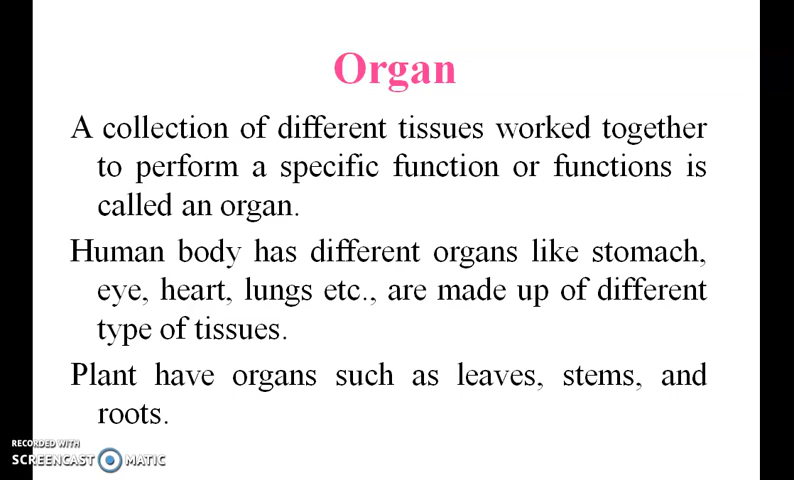 Organ
A collection of different tissues worked together
to perform a specific function or functions is
called an organ.
Human body has different organs like stomach,
eye, heart, lungs etc., are made up of different
type of tissues.
Plant have organs such as leaves, stems, and
roots.
RECORDED WITH
SCREENCAST MATIC